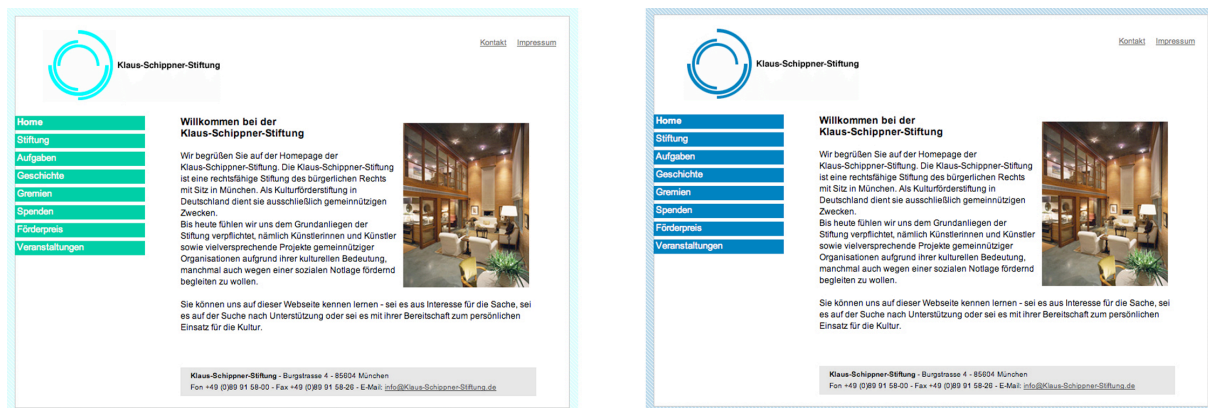 Kontakt Impressum
Klaus-Schippner-Stiftung
Home
Stiftung
Aufgaben
Geschichte
Gremien
Spenden
Förderpreis
Veranstaltungen
Willkommen bei der
Klaus-Schippner-Stiftung
Wir begrüßen Sie auf der Homepage der
Klaus-Schippner-Stiftung. Die Klaus-Schippner-Stiftung
ist eine rechtsfähige Stiftung des bürgerlichen Rechts
mit Sitz in München. Als Kulturförderstiftung in
Deutschland dient sie ausschließlich gemeinnützigen
Zwecken.
Bis heute fühlen wir uns dem Grundanliegen der
Stiftung verpflichtet, nämlich Künstlerinnen und Künstler
sowie vielversprechende Projekte gemeinnütziger
Organisationen aufgrund ihrer kulturellen Bedeutung,
manchmal auch wegen einer sozialen Notlage fördernd
begleiten zu wollen.
Sie können uns auf dieser Webseite kennen lernen - sei es aus Interesse für die Sache, sei
es auf der Suche nach Unterstützung oder sei es mit ihrer Bereitschaft zum persönlichen
Einsatz für die Kultur.
Klaus-Schippner-Stiftung - Burgstrasse 4 - 85604 München
Fon +49 (0)89 91 58-00 - Fax +49 (0)89 91 58-26 - E-Mail: info@Klaus-Schippner-Stiftung.de
Kontakt Impressum
Klaus-Schippner-Stiftung
Home
Stiftung
Aufgaben
Geschichte
Gremien
Spenden
Förderpreis
Veranstaltungen
Willkommen bei der
Klaus-Schippner-Stiftung
Wir begrüßen Sie auf der Homepage der
Klaus-Schippner-Stiftung. Die Klaus-Schippner-Stiftung
ist eine rechtsfähige Stiftung des bürgerlichen Rechts
mit Sitz in München. Als Kulturförderstiftung in
Deutschland dient sie ausschließlich gemeinnützigen
Zwecken.
Bis heute fühlen wir uns dem Grundanliegen der
Stiftung verpflichtet, nämlich Künstlerinnen und Künstler
sowie vielversprechende Projekte gemeinnütziger
Organisationen aufgrund ihrer kulturellen Bedeutung,
manchmal auch wegen einer sozialen Notlage fördernd
begleiten zu wollen.
Sie können uns auf dieser Webseite kennen lernen - sei es aus Interesse für die Sache, sei
es auf der Suche nach Unterstützung oder sei es mit ihrer Bereitschaft zum persönlichen
Einsatz für die Kultur.
Klaus-Schippner-Stiftung - Burgstrasse 4 - 85604 München
Fon +49 (0)89 91 58-00 - Fax +49 (0)89 91 58-26 - E-Mail: info@Klaus-Schippner-Stiftung.de